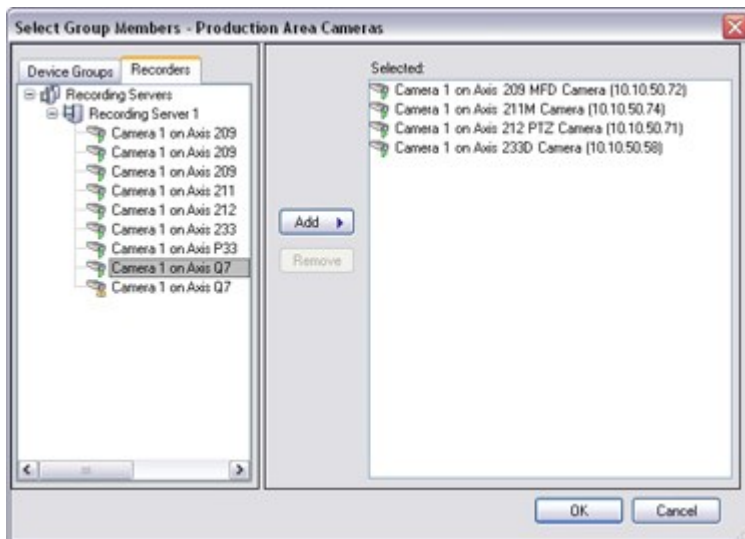 Select Group Members - Production Area Cameras
Device Groups
Recorders
Recording Servers
Recording Server 1
Camera 1 on Axis 209
Camera 1 on Axis 209
Camera 1 on Axis 209
Camera 1 on Axis 211
Camera 1 on Axis 212
Camera 1 on Axis 233
Camera 1 on Axis P33
Camera 1 on Axis Q7
Camera 1 on Axis Q7
Add
Remove
Selected:
Camera 1 on Axis 209 MFD Camera (10.10.50.72)
Camera 1 on Axis 211M Camera (10.10.50.74)
Camera 1 on Axis 212 PTZ Camera (10.10.50.71)
Camera 1 on Axis 233D Camera (10.10.50.58)
OK
Cancel